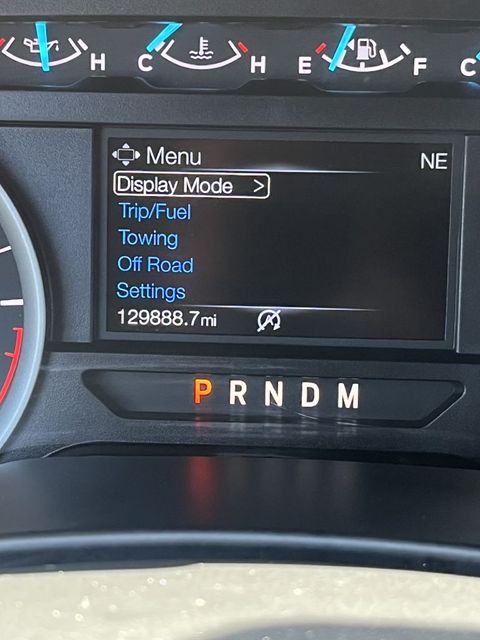 H C H E F C
Menu NE
Display Mode >
Trip/Fuel
Towing
Off Road
Settings
129888.7mi
P R N D M